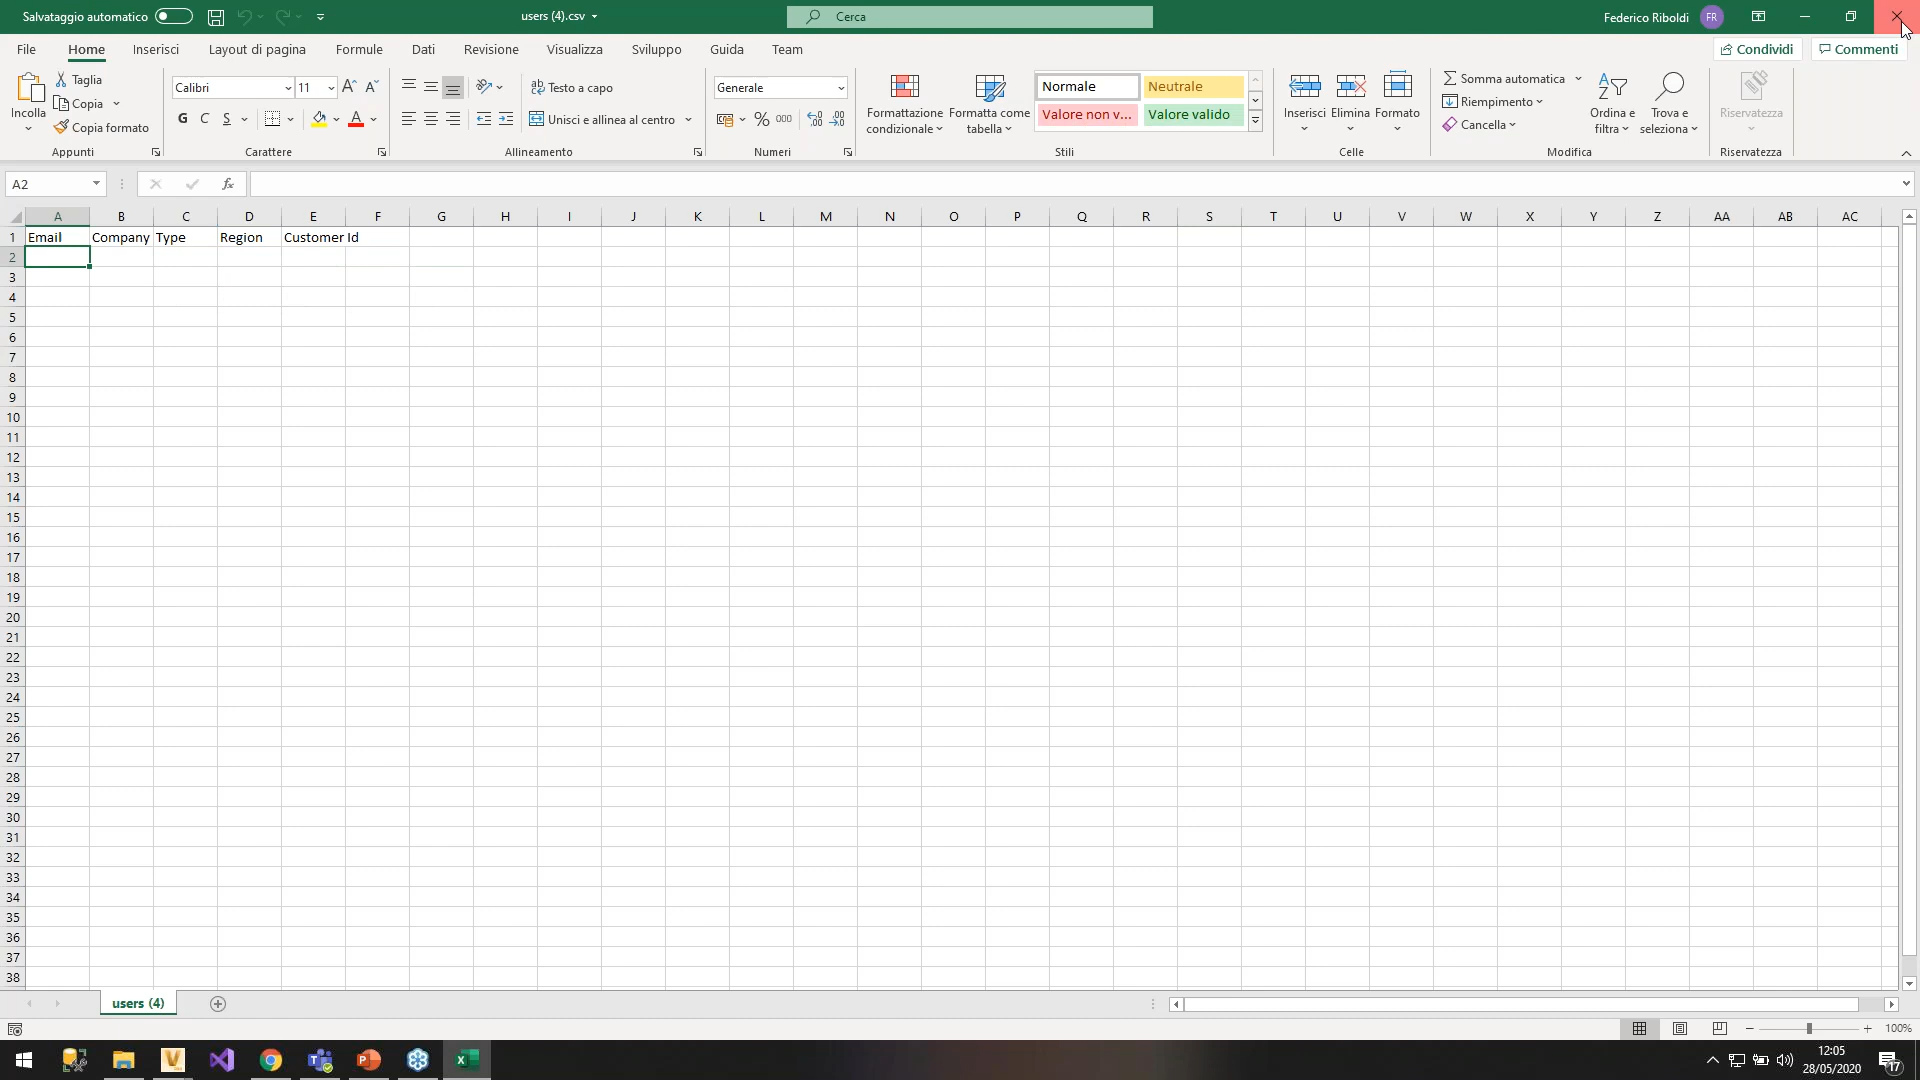 Salvataggio automatico
users (4).csv
Cerca
Federico Riboldi
FR
File
Home
Inserisci
Layout di pagina
Formule
Dati
Revisione
Visualizza
Sviluppo
Guida
Team
Condividi
Commenti
Incolla
Taglia
Copia
Copia formato
Appunti
Calibri
11
G C S
Carattere
Testo a capo
Unisci e allinea al centro
Allineamento
Generale
% 000
Numeri
Formattazione
condizionale
Formatta come
tabella
Normale
Neutrale
Valore non v...
Valore valido
Stili
Inserisci
Elimina
Formato
Celle
Somma automatica
Riempimento
Cancella
Ordina e
filtra
Trova e
seleziona
Modifica
Riservatezza
Riservatezza
A2
fx
A B C D E F G H I J K L M N O P Q R S T U V W X Y Z AA AB AC
1 Email Company Type Region Customer Id
2
3
4
5
6
7
8
9
10
11
12
13
14
15
16
17
18
19
20
21
22
23
24
25
26
27
28
29
30
31
32
33
34
35
36
37
38
users (4)
100%
12:05
28/05/2020
17